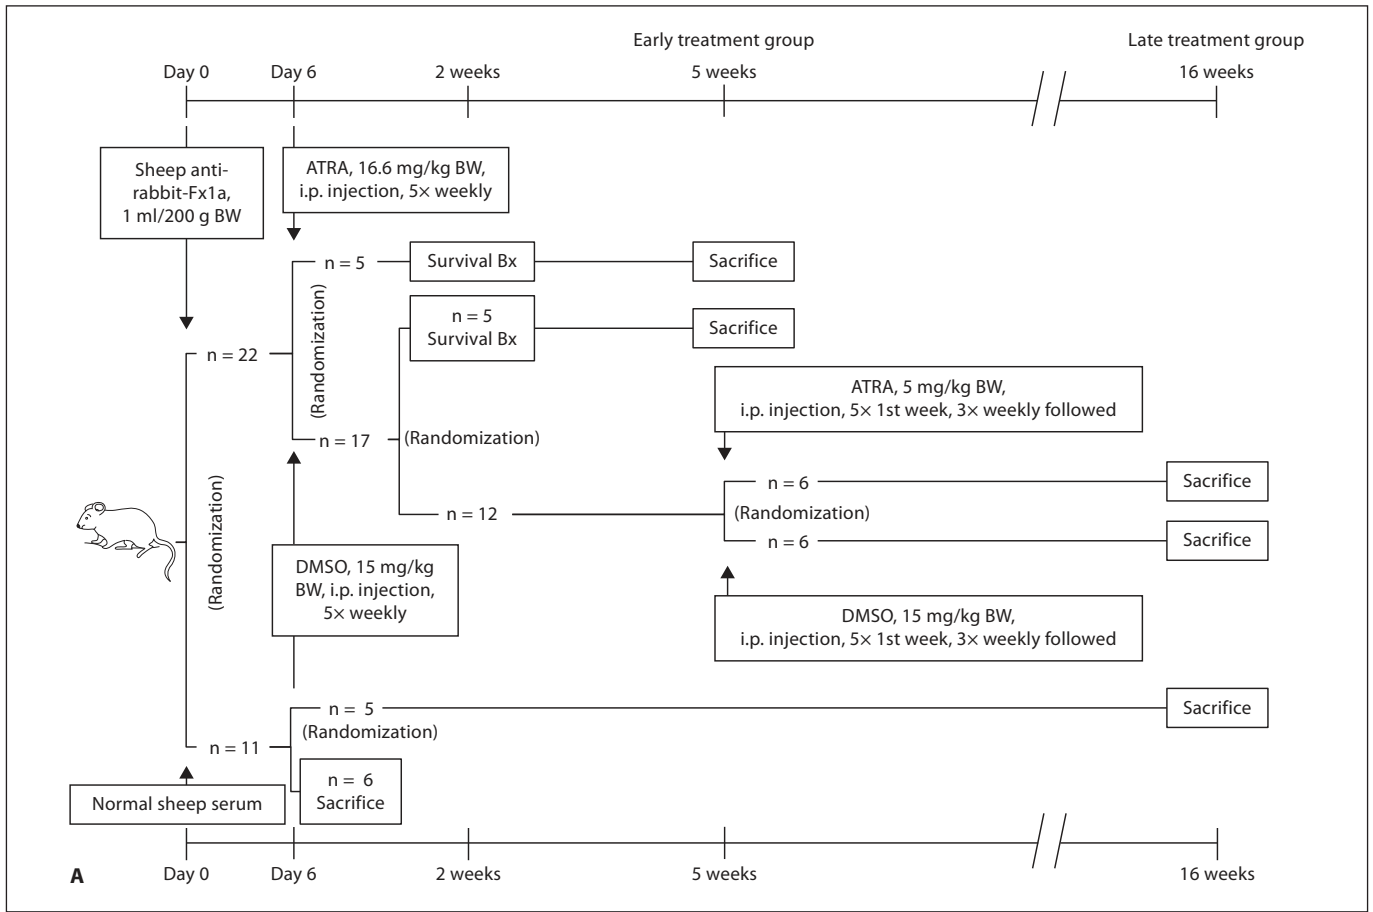 Early treatment group
Late treatment group
Day 0
Day 6
2 weeks
5 weeks
16 weeks
Sheep anti-
rabbit-Fx1a,
1 ml/200 g BW
ATRA, 16.6 mg/kg BW,
i.p. injection, 5× weekly
n = 5
Survival Bx
Sacrifice
(Randomization)
n = 5
Survival Bx
Sacrifice
n = 22
ATRA, 5 mg/kg BW,
i.p. injection, 5× 1st week, 3× weekly followed
n = 17
(Randomization)
n = 6
Sacrifice
(Randomization)
n = 12
(Randomization)
n = 6
Sacrifice
DMSO, 15 mg/kg
BW, i.p. injection,
5× weekly
DMSO, 15 mg/kg BW,
i.p. injection, 5× 1st week, 3× weekly followed
n = 5
Sacrifice
(Randomization)
n = 11
n = 6
Sacrifice
Normal sheep serum
A
Day 0
Day 6
2 weeks
5 weeks
16 weeks